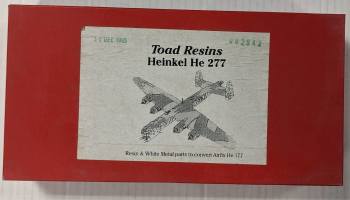 Toad Resins
Heinkel He 277
Resin & White Metal parts to convert Airfix He 177